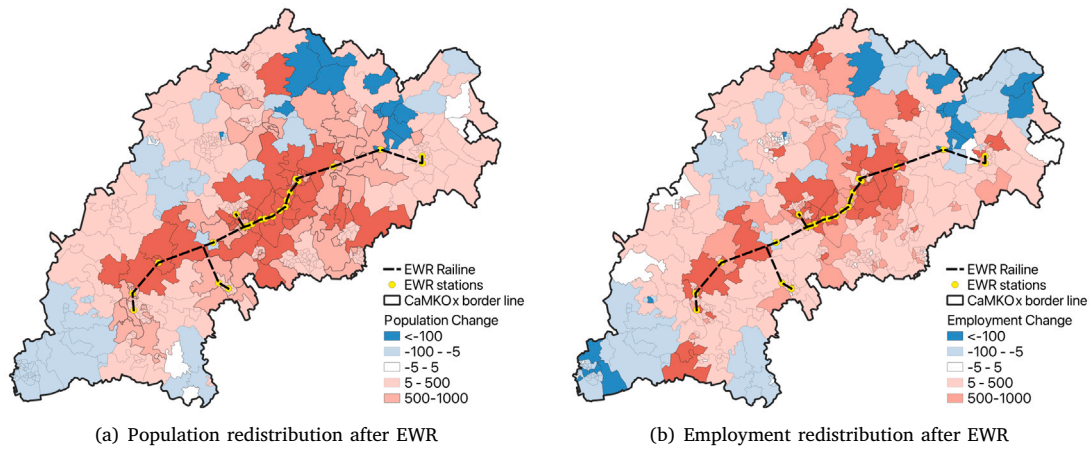 EWR Railine
EWR stations
CaMKOx border line
Population Change
<-100
-100 - -5
-5 - 5
5 - 500
500-1000
(a) Population redistribution after EWR
EWR Railine
EWR stations
CaMKOx border line
Employment Change
<-100
-100 - -5
-5 - 5
5 - 500
500-1000
(b) Employment redistribution after EWR